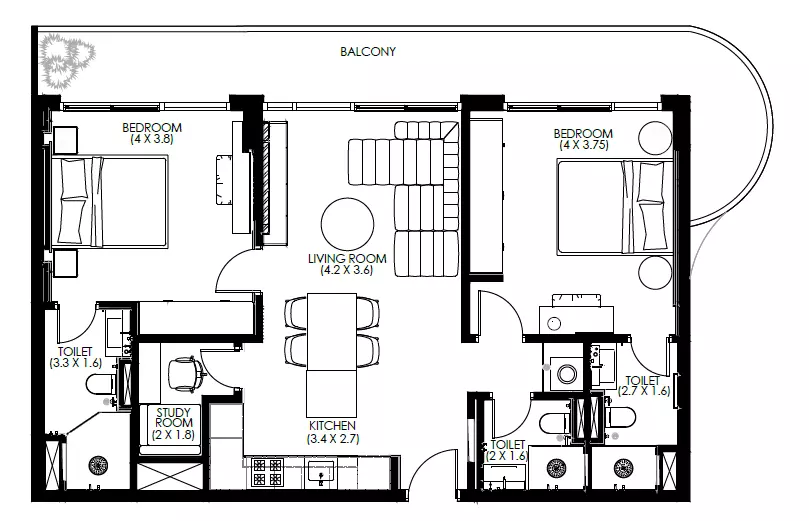 BALCONY
BEDROOM
(4 X 3.8)
BEDROOM
(4 X 3.75)
LIVING ROOM
(4.2 X 3.6)
TOILET
(3.3 X 1.6)
TOILET
(2.7 X 1.6)
STUDY
ROOM
(2 X 1.8)
KITCHEN
(3.4 X 2.7)
TOILET
(2 X 1.6)